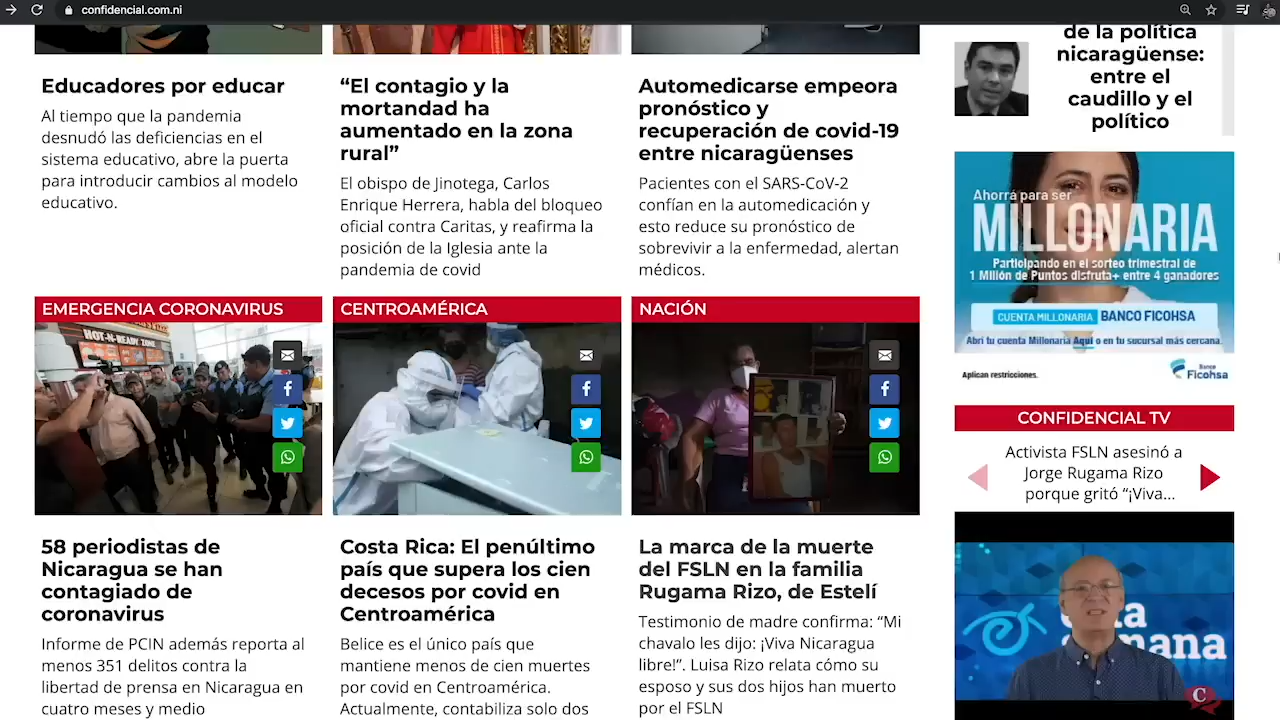 confidencial.com.ni
Educadores por educar
Al tiempo que la pandemia
desnudó las deficiencias en el
sistema educativo, abre la puerta
para introducir cambios al modelo
educativo.
“El contagio y la
mortandad ha
aumentado en la zona
rural”
El obispo de Jinotega, Carlos
Enrique Herrera, habla del bloqueo
oficial contra Caritas, y reafirma la
posición de la Iglesia ante la
pandemia de covid
Automedicarse empeora
pronóstico y
recuperación de covid-19
entre nicaragüenses
Pacientes con el SARS-CoV-2
confían en la automedicación y
esto reduce su pronóstico de
sobrevivir a la enfermedad, alertan
médicos.
de la política
nicaragüense:
entre el
caudillo y el
político
Ahorrá para ser
MILLONARIA
Participando en el sorteo trimestral de
1 Millón de Puntos disfruta+ entre 4 ganadores
CUENTA MILLONARIA BANCO FICOHSA
Abrí tu cuenta Millonaria Aquí o en tu sucursal más cercana.
Aplican restricciones.
Banco
Ficohsa
EMERGENCIA CORONAVIRUS
HOT-N-READY ZONE
58 periodistas de
Nicaragua se han
contagiado de
coronavirus
Informe de PCIN además reporta al
menos 351 delitos contra la
libertad de prensa en Nicaragua en
cuatro meses y medio
CENTROAMÉRICA
Costa Rica: El penúltimo
país que supera los cien
decesos por covid en
Centroamérica
Belice es el único país que
mantiene menos de cien muertes
por covid en Centroamérica.
Actualmente, contabiliza solo dos
NACIÓN
La marca de la muerte
del FSLN en la familia
Rugama Rizo, de Estelí
Testimonio de madre confirma: “Mi
chavalo les dijo: ¡Viva Nicaragua
libre!”. Luisa Rizo relata cómo su
esposo y sus dos hijos han muerto
por el FSLN
CONFIDENCIAL TV
Activista FSLN asesinó a
Jorge Rugama Rizo
porque gritó “¡Viva...
C